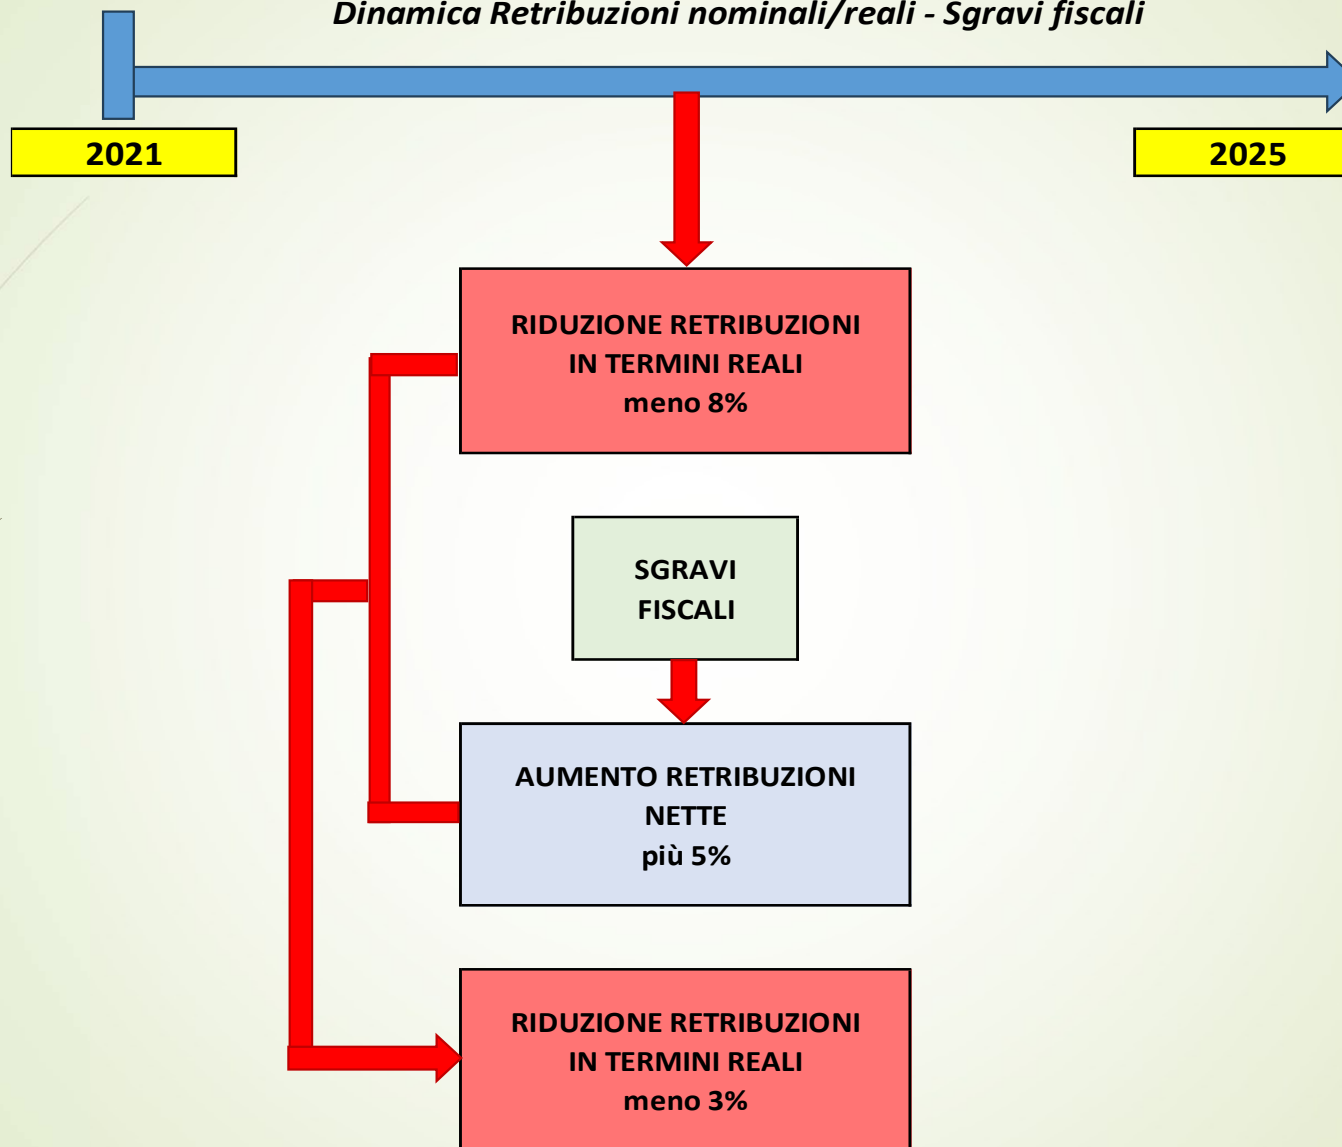 Dinamica Retribuzioni nominali/reali - Sgravi fiscali
2021
2025
RIDUZIONE RETRIBUZIONI
IN TERMINI REALI
meno 8%
SGRAVI
FISCALI
AUMENTO RETRIBUZIONI
NETTE
più 5%
RIDUZIONE RETRIBUZIONI
IN TERMINI REALI
meno 3%